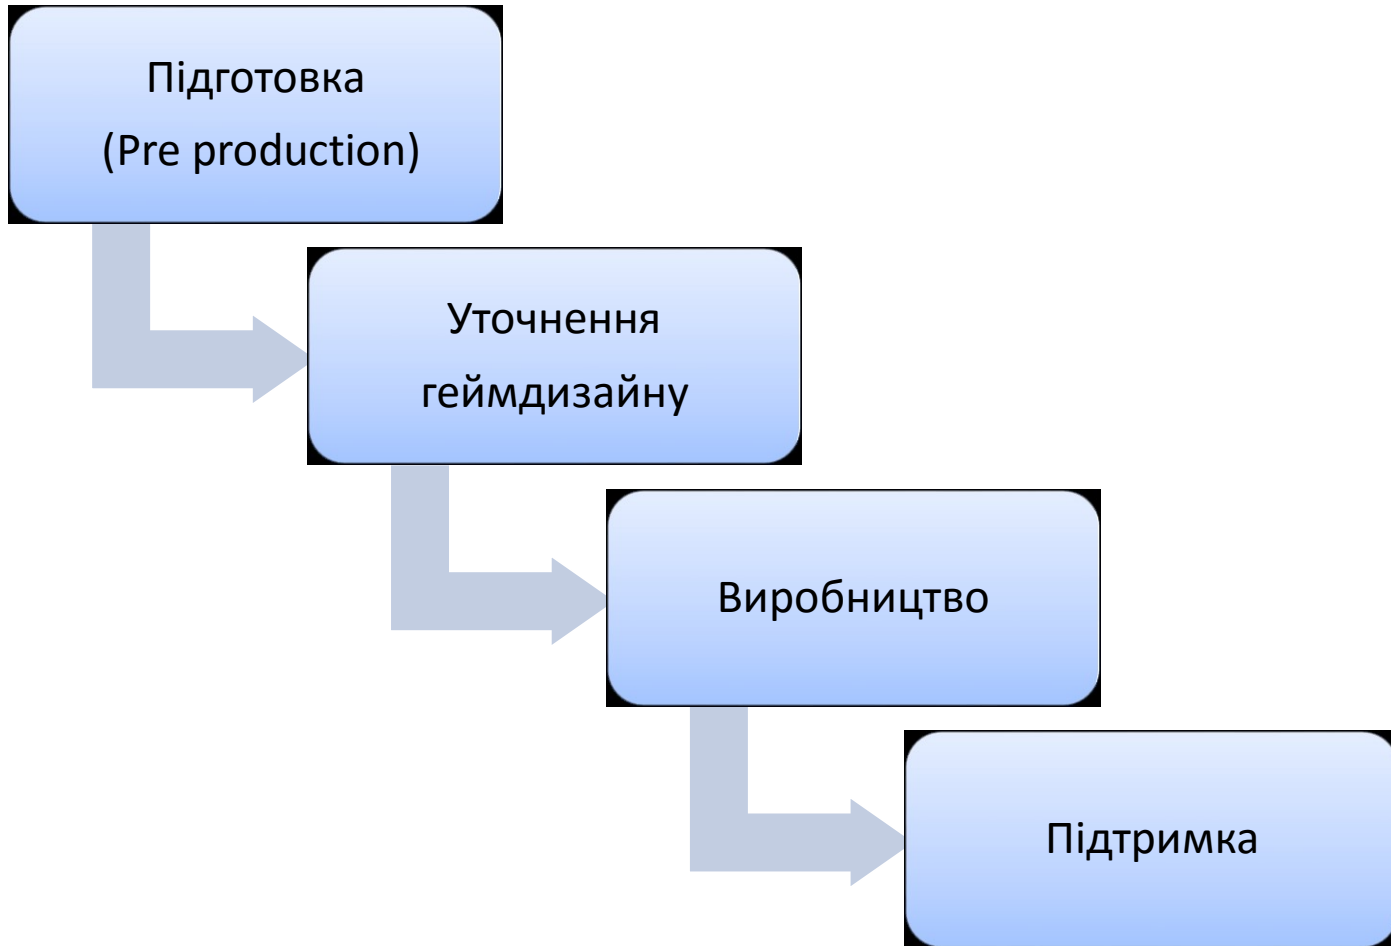 Підготовка
(Pre production)
Уточнення
геймдизайну
Виробництво
Підтримка